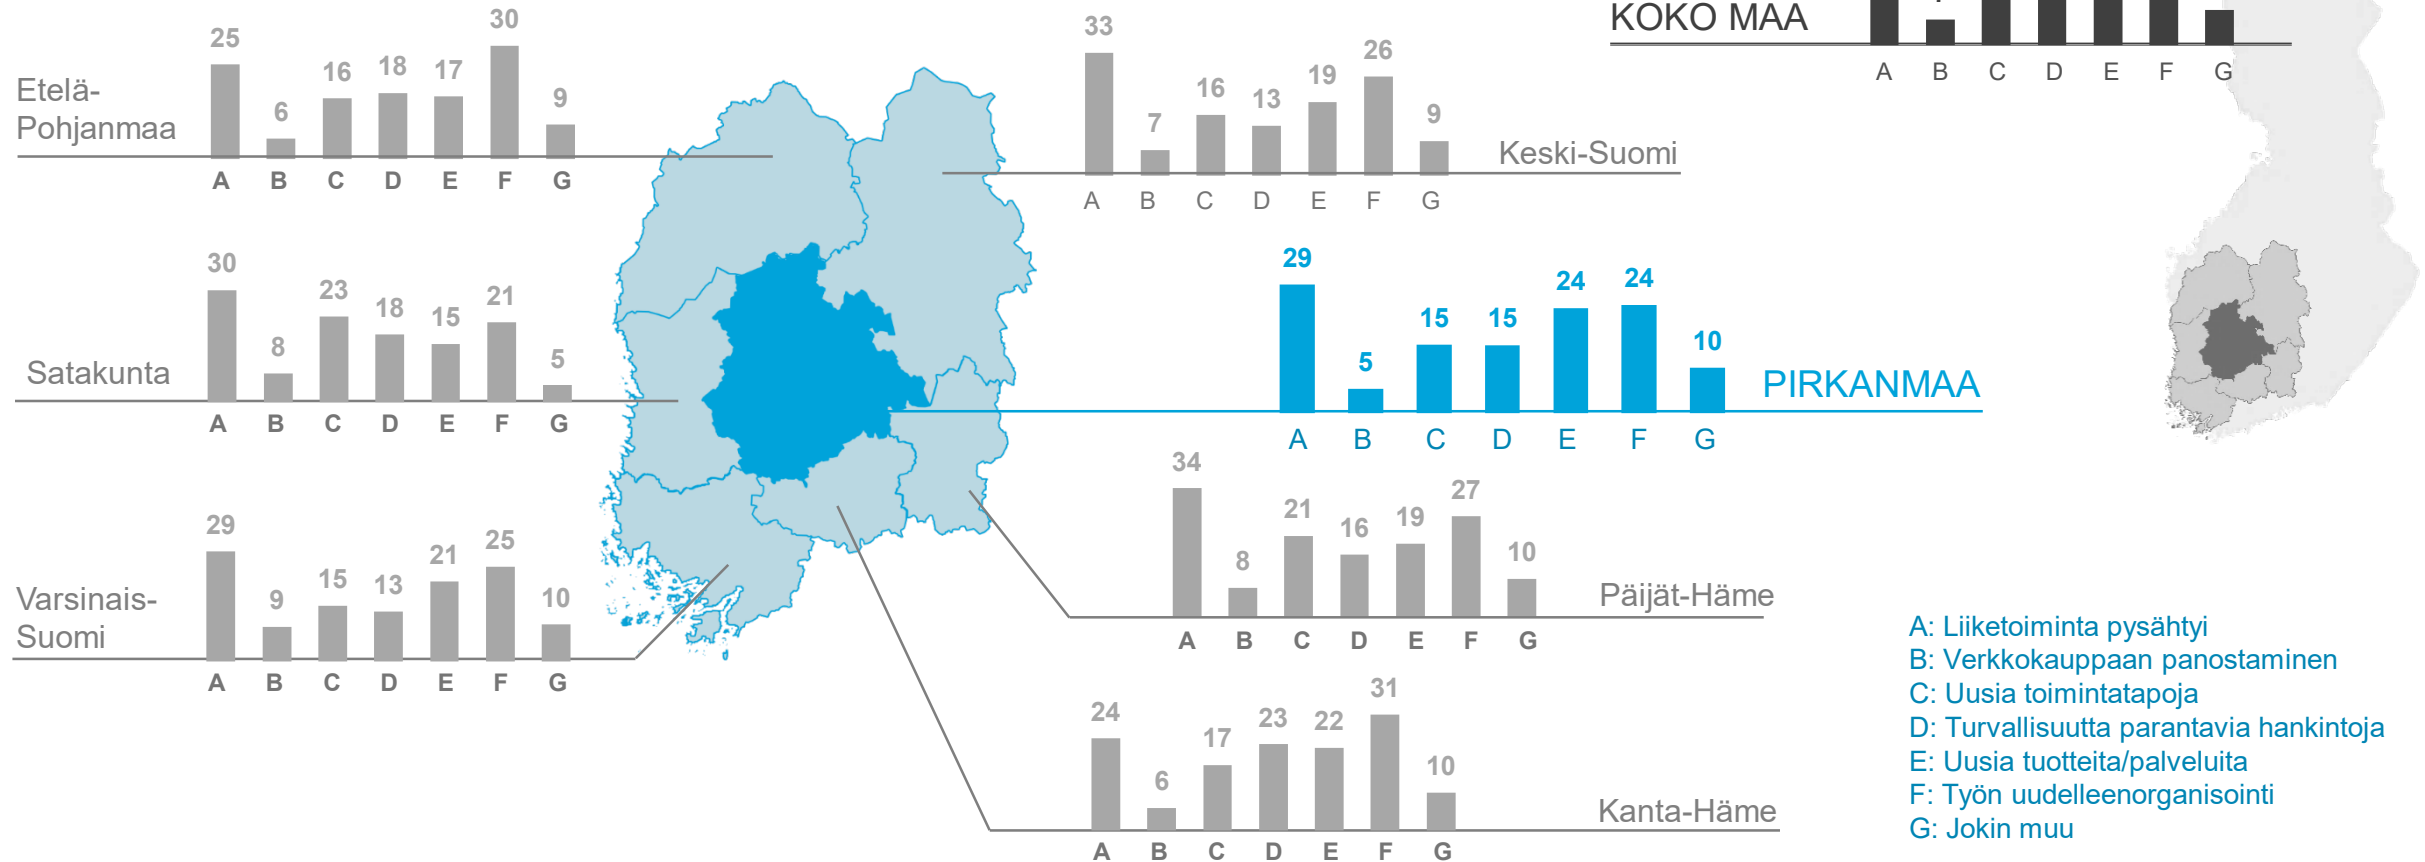 KOKO MAA
A B C D E F G
Etelä-
Pohjanmaa
25 6 16 18 17 30 9
A B C D E F G
33 7 16 13 19 26 9
Keski-Suomi
A B C D E F G
Satakunta
30 8 23 18 15 21 5
A B C D E F G
29 5 15 15 24 24 10
PIRKANMAA
A B C D E F G
Varsinais-
Suomi
29 9 15 13 21 25 10
A B C D E F G
34 8 21 16 19 27 10
Päijät-Häme
A B C D E F G
24 6 17 23 22 31 10
Kanta-Häme
A B C D E F G
A: Liiketoiminta pysähtyi
B: Verkkokauppaan panostaminen
C: Uusia toimintatapoja
D: Turvallisuutta parantavia hankintoja
E: Uusia tuotteita/palveluita
F: Työn uudelleenorganisointi
G: Jokin muu